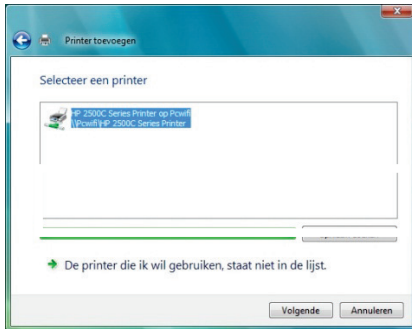 Printer toevoegen
Selecteer een printer
HP 2500C Series Printer op Pcwifi
\\Pcwifi\HP 2500C Series Printer
De printer die ik wil gebruiken, staat niet in de lijst.
Volgende
Annuleren